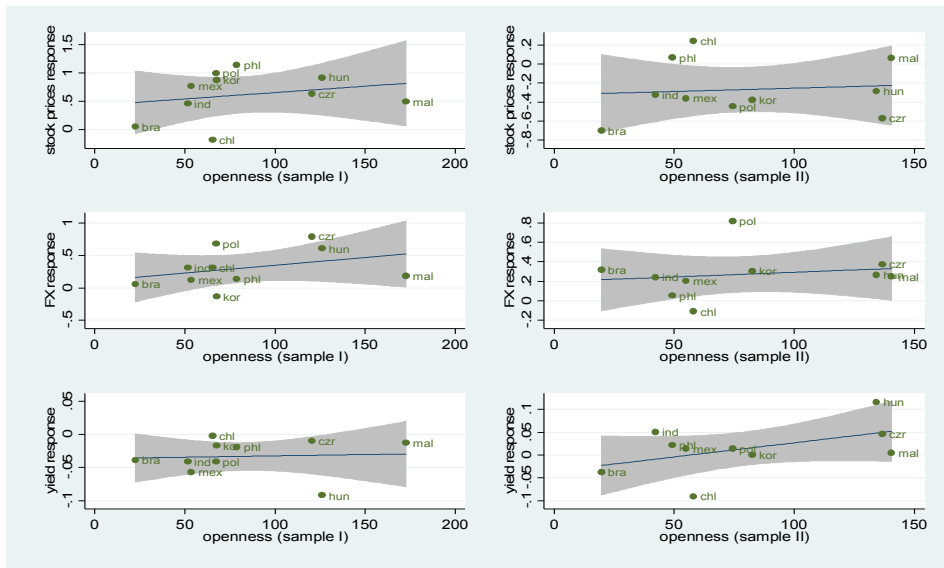 stock prices response
0 .5 1 1.5
phl
pol
kor
hun
mex
czr
ind
mal
bra
chl
0 50 100 150 200
openness (sample I)
stock prices response
-.8 -.6 -.4 -.2 0 .2
chl
phl
mal
ind
mex
kor
hun
pol
czr
bra
0 50 100 150
openness (sample II)
FX response
-.5 0 .5 1
czr
pol
hun
ind
chl
mal
phl
mex
bra
kor
0 50 100 150 200
openness (sample I)
FX response
-.2 0 .2 .4 .6 .8
pol
czr
bra
kor
hun
mal
ind
mex
phl
chl
0 50 100 150
openness (sample II)
yield response
-.1 -.05 0 .05
chl
czr
kor
phl
mal
bra
ind
pol
mex
hun
0 50 100 150 200
openness (sample I)
yield response
-.1 -.05 0 .05 .1
hun
ind
czr
phl
mex
pol
kor
mal
bra
chl
0 50 100 150
openness (sample II)